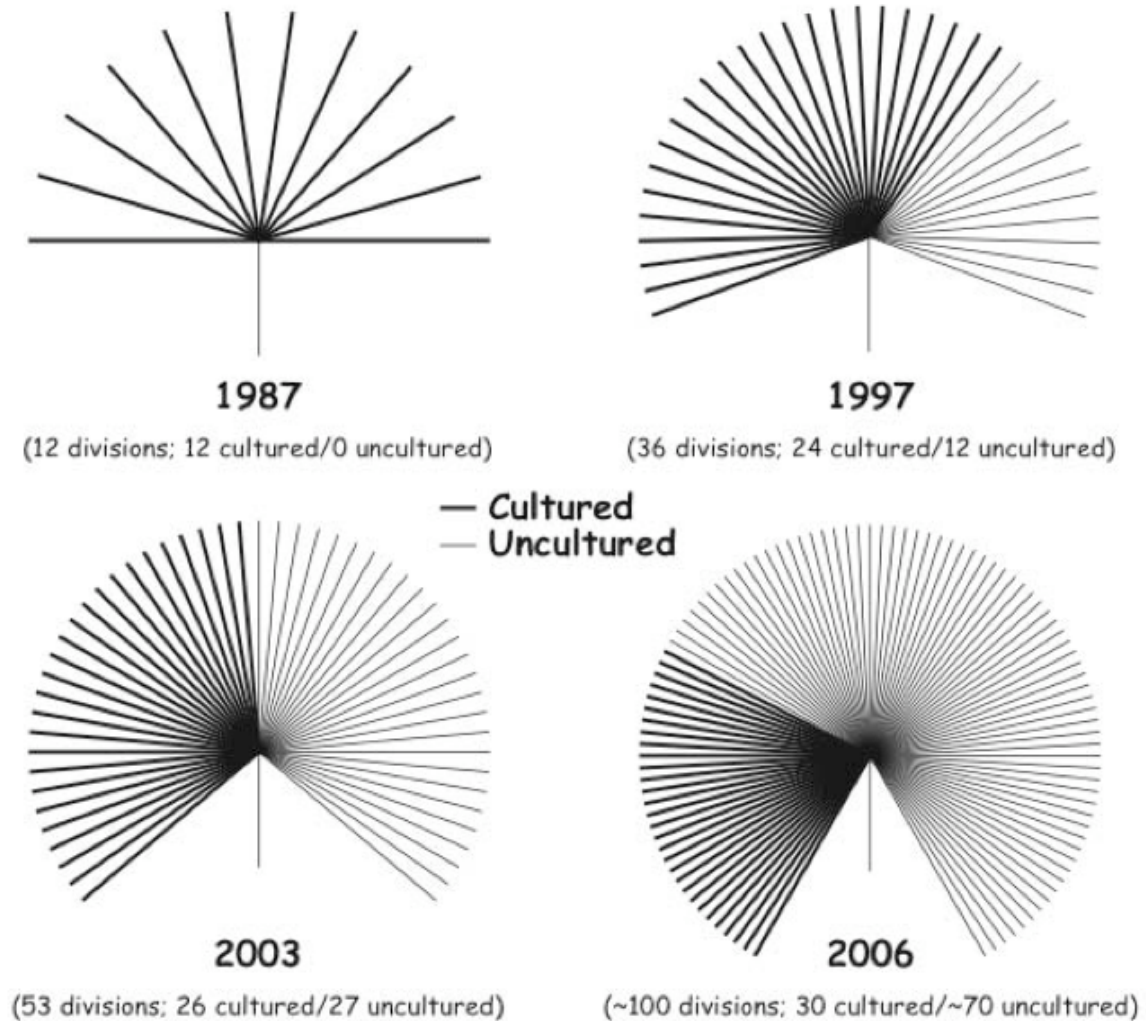 1987
(12 divisions; 12 cultured/0 uncultured)
1997
(36 divisions; 24 cultured/12 uncultured)
Cultured
Uncultured
2003
(53 divisions; 26 cultured/27 uncultured)
2006
(~100 divisions; 30 cultured/~70 uncultured)